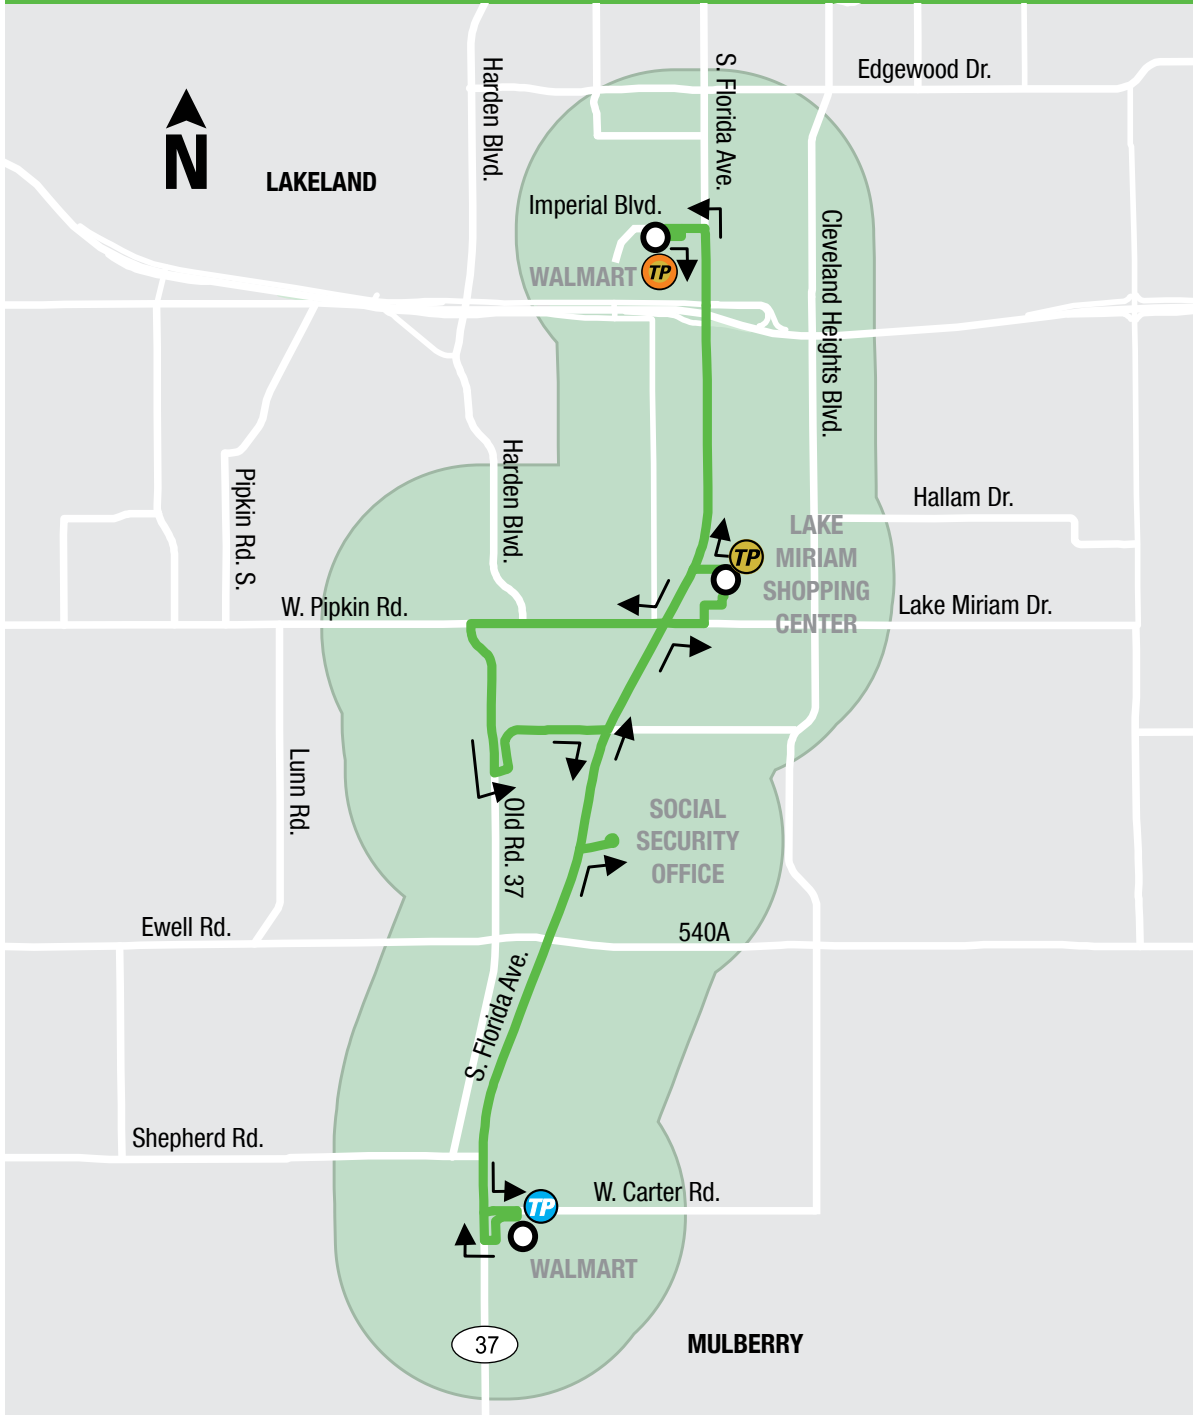 Edgewood Dr.
Harden Blvd.
S. Florida Ave.
N
LAKELAND
Imperial Blvd.
Cleveland Heights Blvd.
WALMART
TP
Harden Blvd.
Pipkin Rd. S.
Hallam Dr.
LAKE
MIRIAM
SHOPPING
CENTER
TP
W. Pipkin Rd.
Lake Miriam Dr.
Lunn Rd.
Old Rd. 37
SOCIAL
SECURITY
OFFICE
Ewell Rd.
540A
S. Florida Ave.
Shepherd Rd.
W. Carter Rd.
TP
WALMART
37
MULBERRY